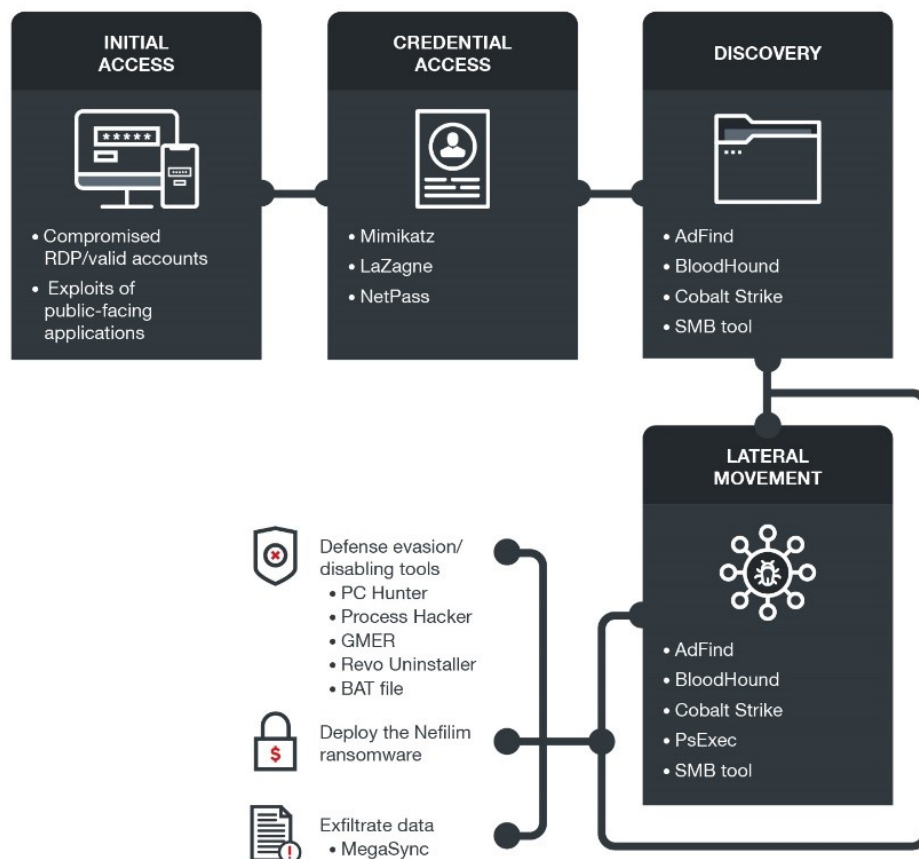 INITIAL
ACCESS
*****
• Compromised
RDP/valid accounts
• Exploits of
public-facing
applications
CREDENTIAL
ACCESS
• Mimikatz
• LaZagne
• NetPass
DISCOVERY
• AdFind
• BloodHound
• Cobalt Strike
• SMB tool
LATERAL
MOVEMENT
• AdFind
• BloodHound
• Cobalt Strike
• PsExec
• SMB tool
Defense evasion/
disabling tools
• PC Hunter
• Process Hacker
• GMER
• Revo Uninstaller
• BAT file
$
Deploy the Nefilim
ransomware
!
Exfiltrate data
• MegaSync